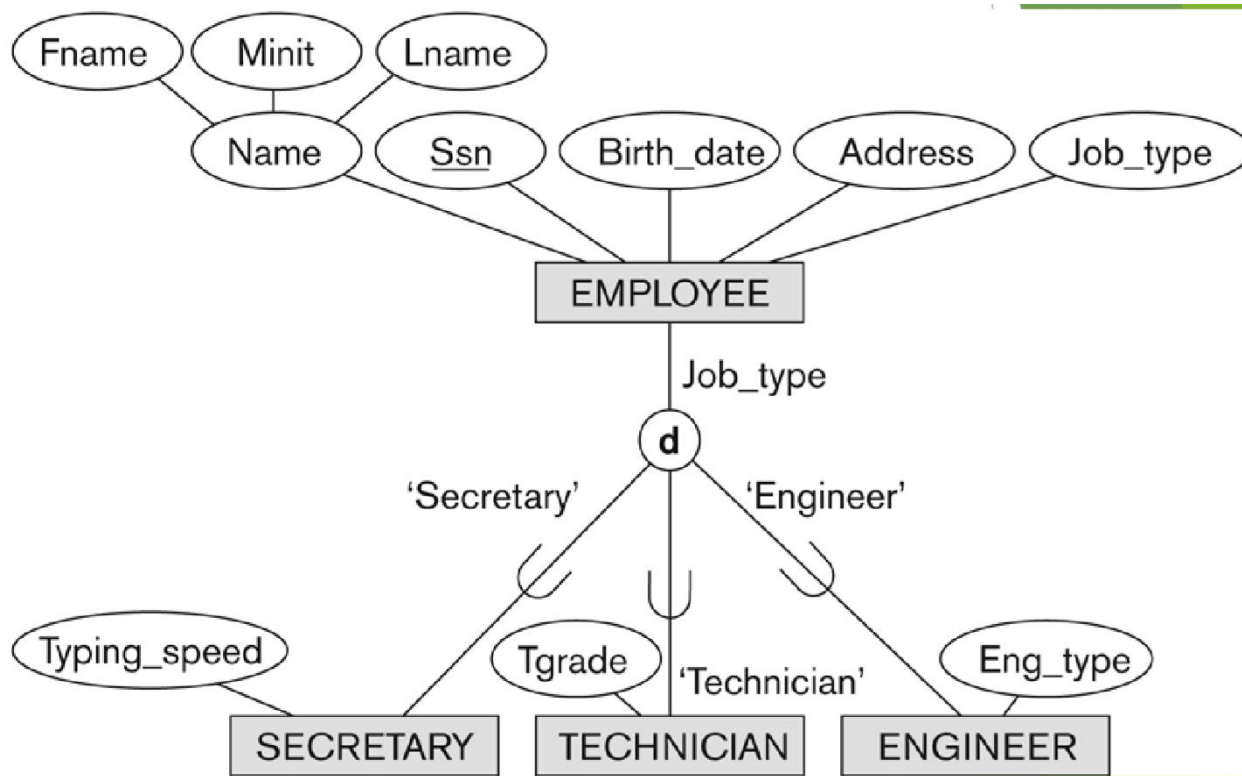 Fname Minit Lname
Name Ssn Birth_date Address Job_type
EMPLOYEE
Job_type
d
‘Secretary’ ‘Engineer’
Typing_speed Tgrade Eng_type
‘Technician’
SECRETARY TECHNICIAN ENGINEER